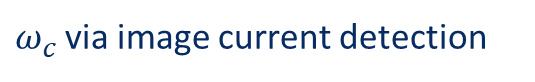 𝜔𝑐 via image current detection